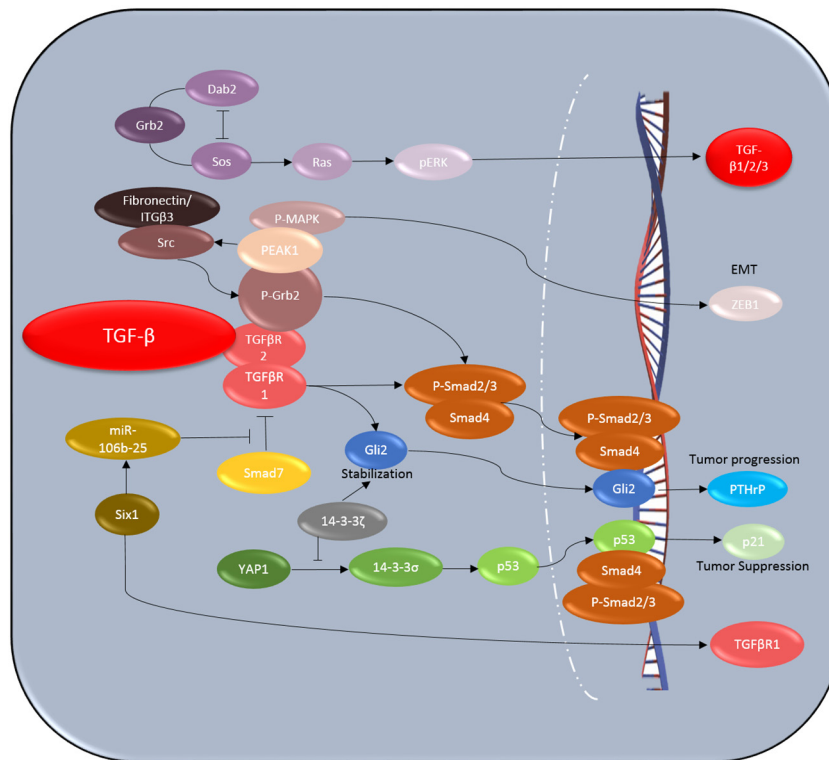 Dab2
Grb2
Sos
Ras
pERK
TGF-
β1/2/3
Fibronectin/
ITGβ3
P-MAPK
Src
PEAK1
EMT
ZEB1
P-Grb2
TGF-β
TGFβR
2
TGFβR
1
P-Smad2/3
Smad4
P-Smad2/3
Smad4
miR-
106b-25
Gli2
Stabilization
Smad7
Tumor progression
Gli2
PTHrP
Six1
14-3-3ζ
p53
p21
YAP1
14-3-3σ
p53
Smad4
Tumor Suppression
P-Smad2/3
TGFβR1